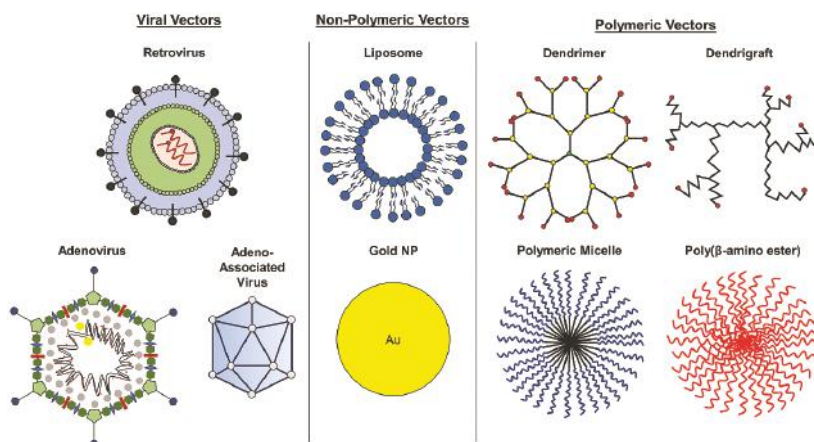 Viral Vectors
Retrovirus
Adenovirus
Adeno-
Associated
Virus
Non-Polymeric Vectors
Liposome
Gold NP
Au
Polymeric Vectors
Dendrimer
Dendrigraft
Polymeric Micelle
Poly(β-amino ester)